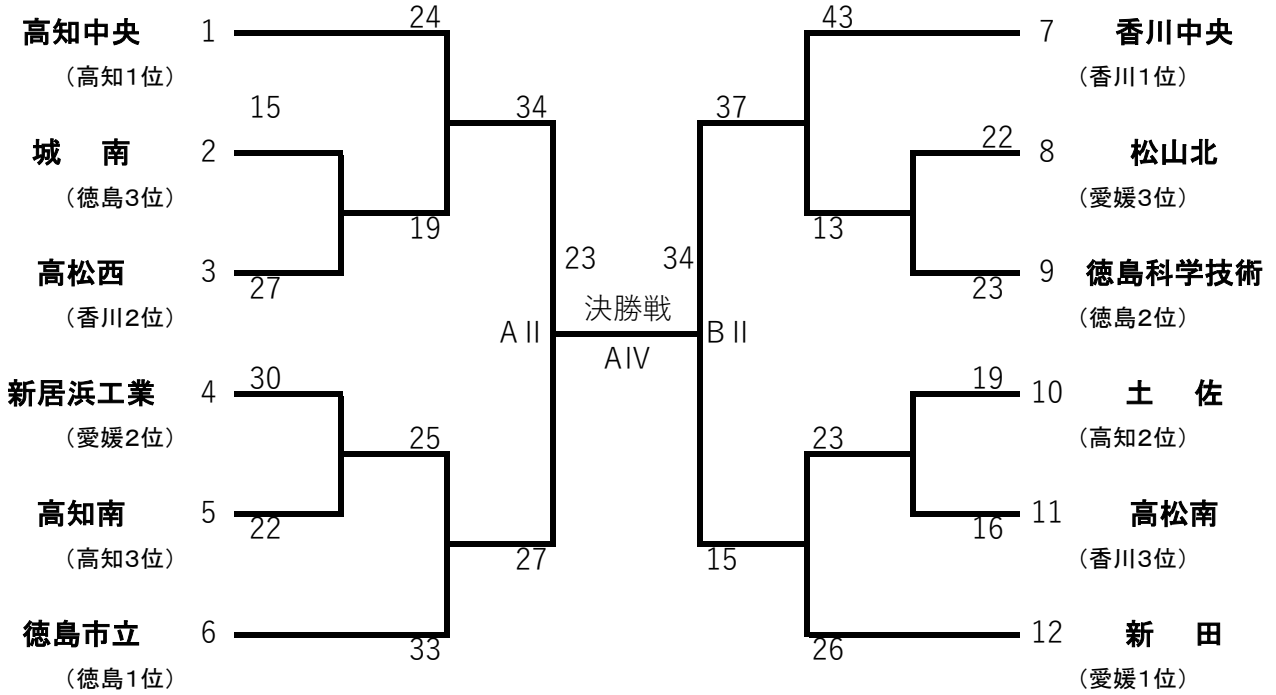 高知中央 1 24
（高知1位）
15
城 南 2
（徳島3位）
19
高松西 3
27
（香川2位）
新居浜工業 4 30
（愛媛2位）
25
高知南 5
22
（高知3位）
徳島市立 6
33
（徳島1位）
34
27
AⅡ
23 34
決勝戦
AⅣ
BⅡ
37
15
43 7 香川中央
（香川1位）
22 8 松山北
（愛媛3位）
13
9 徳島科学技術
23
（徳島2位）
19 10 土 佐
（高知2位）
23
11 高松南
16
（香川3位）
12 新 田
26
（愛媛1位）